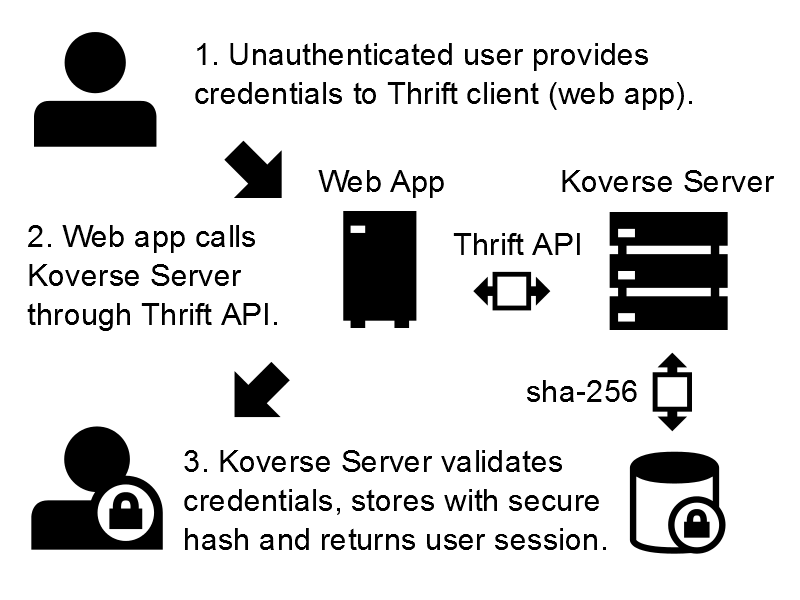 1. Unauthenticated user provides
credentials to Thrift client (web app).
Web App
Koverse Server
2. Web app calls
Koverse Server
through Thrift API.
Thrift API
sha-256
3. Koverse Server validates
credentials, stores with secure
hash and returns user session.